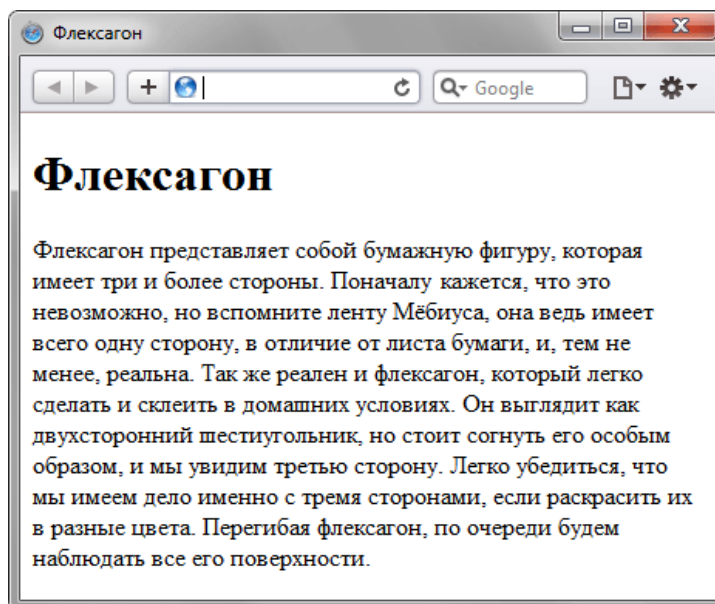 Флексагон
Google
Флексагон
Флексагон представляет собой бумажную фигуру, которая
имеет три и более стороны. Поначалу кажется, что это
невозможно, но вспомните ленту Мёбиуса, она ведь имеет
всего одну сторону, в отличие от листа бумаги, и, тем не
менее, реальна. Так же реален и флексагон, который легко
сделать и склеить в домашних условиях. Он выглядит как
двухсторонний шестиугольник, но стоит согнуть его особым
образом, и мы увидим третью сторону. Легко убедиться, что
мы имеем дело именно с тремя сторонами, если раскрасить их
в разные цвета. Перегибая флексагон, по очереди будем
наблюдать все его поверхности.